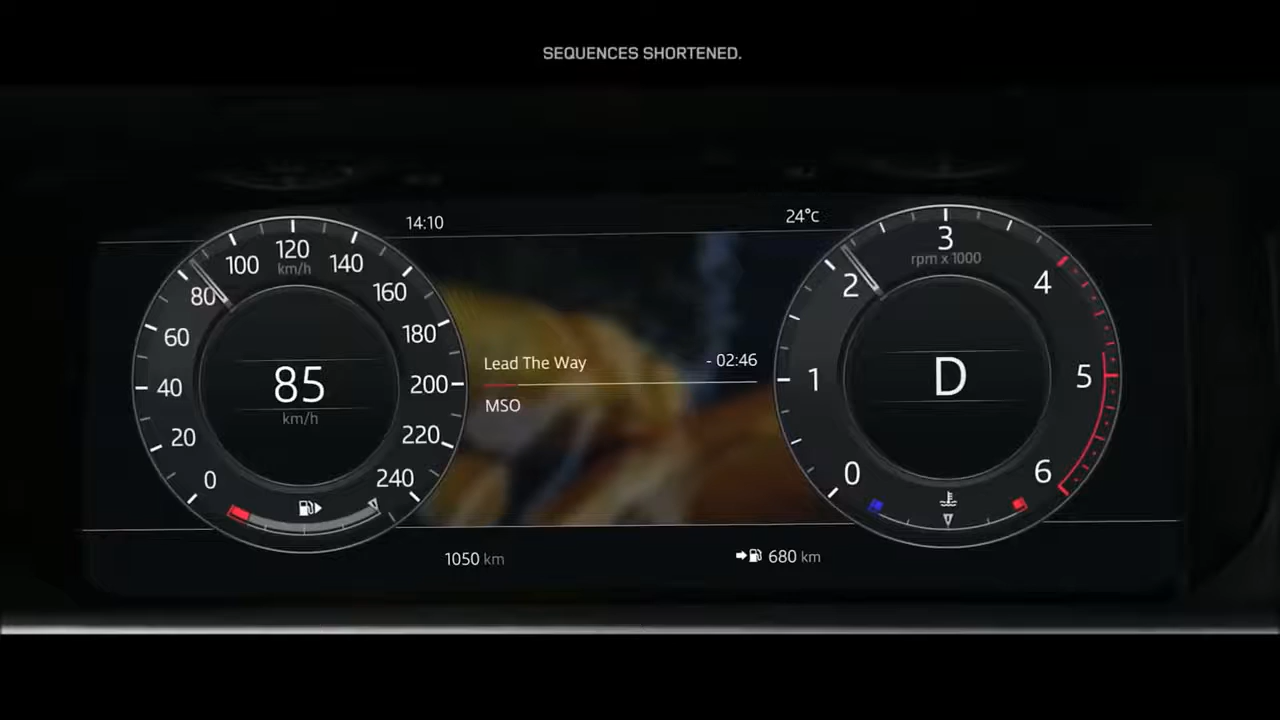 SEQUENCES SHORTENED.
14:10
24°c
0
20
40
60
80
100
120
140
160
180
200
220
240
km/h
85
km/h
Lead The Way
- 02:46
MSO
0
1
2
3
4
5
6
rpm x 1000
D
1050 km
680 km